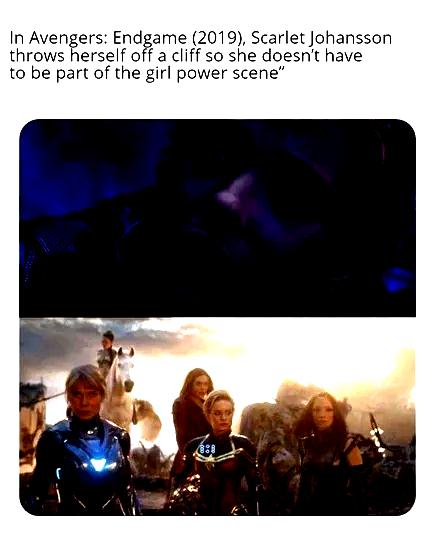 In Avengers: Endgame (2019), Scarlet Johansson
throws herself off a cliff so she doesn't have
to be part of the girl power scene"